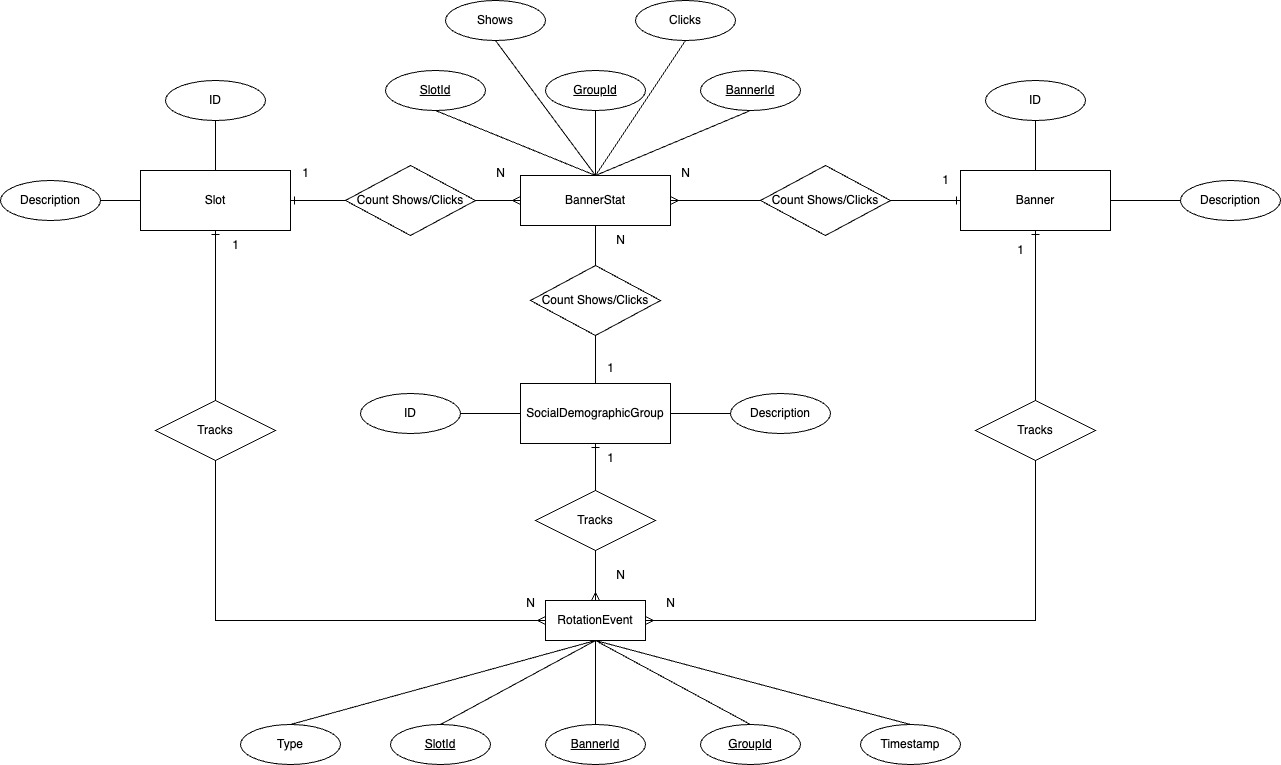 Shows
Clicks
SlotId
GroupId
BannerId
ID
ID
1
N
N
1
Description
Slot
Count Shows/Clicks
BannerStat
Count Shows/Clicks
Banner
Description
1
N
1
Count Shows/Clicks
1
ID
SocialDemographicGroup
Description
Tracks
Tracks
1
Tracks
N
N
N
RotationEvent
Type
SlotId
BannerId
GroupId
Timestamp